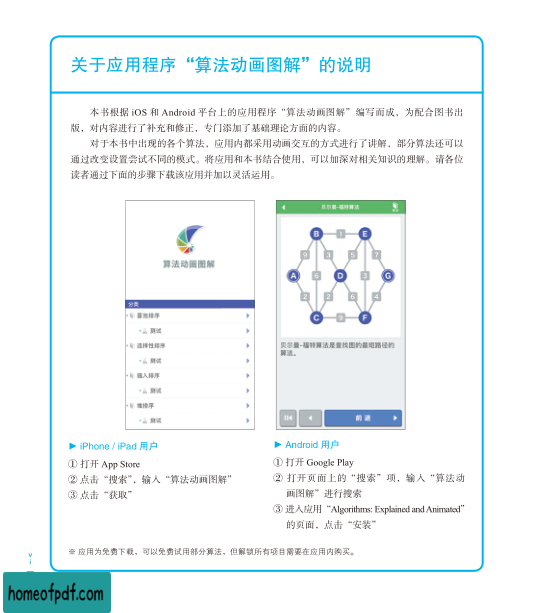 关于应用程序“算法动画图解”的说明
本书根据 iOS 和 Android 平台上的应用程序“算法动画图解”编写而成，为配合图书出
版，对内容进行了补充和修正，专门添加了基础理论方面的内容。
对于本书中出现的各个算法，应用内都采用动画交互的方式进行了讲解，部分算法还可以
通过改变设置尝试不同的模式。将应用和本书结合使用，可以加深对相关知识的理解。请各位
读者通过下面的步骤下载该应用并加以灵活运用。
算法动画图解
分类
冒泡排序
测试
选择性排序
测试
插入排序
测试
堆排序
测试
贝尔曼-福特算法
B 1 E
9 3 5 7
A 6 D 3 G
2 2 6 4
C F
贝尔曼-福特算法是查找图的最短路径的
算法。
前进
► iPhone / iPad 用户
① 打开 App Store
② 点击“搜索”，输入“算法动画图解”
③ 点击“获取”
► Android 用户
① 打开 Google Play
② 打开页面上的“搜索”项，输入“算法动
画图解”进行搜索
③ 进入应用“Algorithms: Explained and Animated”
的页面，点击“安装”
※ 应用为免费下载，可以免费试用部分算法，但解锁所有项目需要在应用内购买。
vi
homeofpdf.com